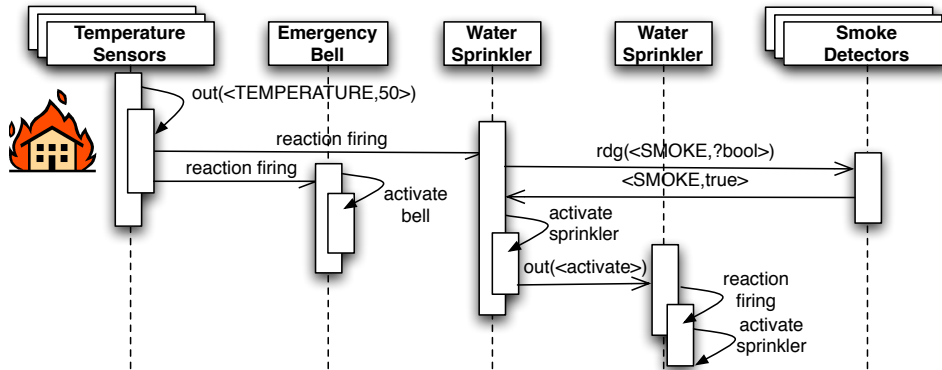 Temperature
Sensors
Emergency
Bell
Water
Sprinkler
Water
Sprinkler
Smoke
Detectors
out(<TEMPERATURE,50>)
reaction firing
rdg(<SMOKE,?bool>)
reaction firing
<SMOKE,true>
activate
bell
activate
sprinkler
out(<activate>)
reaction
firing
activate
sprinkler